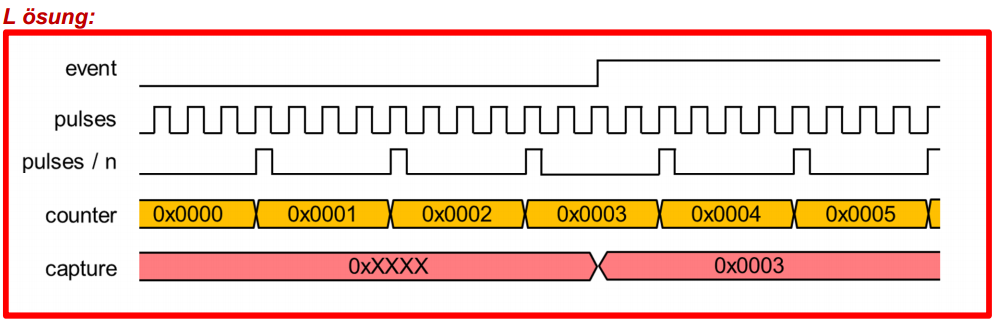 L ösung:
event
pulses
pulses / n
counter 0x0000 0x0001 0x0002 0x0003 0x0004 0x0005
capture 0xXXXX 0x0003